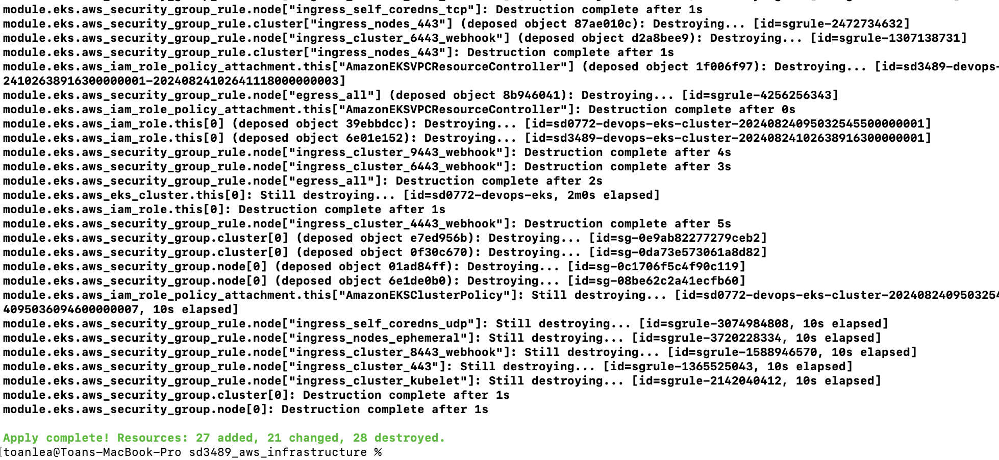 module.eks.aws_security_group_rule.node["ingress_self_coredns_tcp"]: Destruction complete after 1s
module.eks.aws_security_group_rule.cluster["ingress_nodes_443"] (deposed object 87ae010c): Destroying... [id=sgrule-2472734632]
module.eks.aws_security_group_rule.node["ingress_cluster_6443_webhook"] (deposed object d2a8bee9): Destroying... [id=sgrule-1307138731]
module.eks.aws_security_group_rule.cluster["ingress_nodes_443"]: Destruction complete after 1s
module.eks.aws_iam_role_policy_attachment.this["AmazonEKSVPCResourceController"] (deposed object 1f006f97): Destroying... [id=sd3489-devops-
24102638916300000001-20240824102641118000000003]
module.eks.aws_security_group_rule.node["egress_all"] (deposed object 8b946041): Destroying... [id=sgrule-4256256343]
module.eks.aws_iam_role_policy_attachment.this["AmazonEKSVPCResourceController"]: Destruction complete after 0s
module.eks.aws_iam_role.this[0] (deposed object 39ebbdcc): Destroying... [id=sd0772-devops-eks-cluster-20240824095032545500000001]
module.eks.aws_iam_role.this[0] (deposed object 6e01e152): Destroying... [id=sd3489-devops-eks-cluster-20240824102638916300000001]
module.eks.aws_security_group_rule.node["ingress_cluster_9443_webhook"]: Destruction complete after 4s
module.eks.aws_security_group_rule.node["ingress_cluster_6443_webhook"]: Destruction complete after 3s
module.eks.aws_security_group_rule.node["egress_all"]: Destruction complete after 2s
module.eks.aws_eks_cluster.this[0]: Still destroying... [id=sd0772-devops-eks, 2m0s elapsed]
module.eks.aws_iam_role.this[0]: Destruction complete after 1s
module.eks.aws_security_group_rule.node["ingress_cluster_4443_webhook"]: Destruction complete after 5s
module.eks.aws_security_group.cluster[0] (deposed object e7ed956b): Destroying... [id=sg-0e9ab82277279ceb2]
module.eks.aws_security_group.cluster[0] (deposed object 0f30c670): Destroying... [id=sg-0da73e573061a8d82]
module.eks.aws_security_group.node[0] (deposed object 01ad84ff): Destroying... [id=sg-0c1706f5c4f90c119]
module.eks.aws_security_group.node[0] (deposed object 6e1de0b0): Destroying... [id=sg-08be62c2a41ecfb60]
module.eks.aws_iam_role_policy_attachment.this["AmazonEKSClusterPolicy"]: Still destroying... [id=sd0772-devops-eks-cluster-2024082409503254
4095036094600000007, 10s elapsed]
module.eks.aws_security_group_rule.node["ingress_self_coredns_udp"]: Still destroying... [id=sgrule-3074984808, 10s elapsed]
module.eks.aws_security_group_rule.node["ingress_nodes_ephemeral"]: Still destroying... [id=sgrule-3720228334, 10s elapsed]
module.eks.aws_security_group_rule.node["ingress_cluster_8443_webhook"]: Still destroying... [id=sgrule-1588946570, 10s elapsed]
module.eks.aws_security_group_rule.node["ingress_cluster_443"]: Still destroying... [id=sgrule-1365525043, 10s elapsed]
module.eks.aws_security_group_rule.node["ingress_cluster_kubelet"]: Still destroying... [id=sgrule-2142040412, 10s elapsed]
module.eks.aws_security_group.cluster[0]: Destruction complete after 1s
module.eks.aws_security_group.node[0]: Destruction complete after 1s
Apply complete! Resources: 27 added, 21 changed, 28 destroyed.
[toanlea@Toans-MacBook-Pro sd3489_aws_infrastructure %